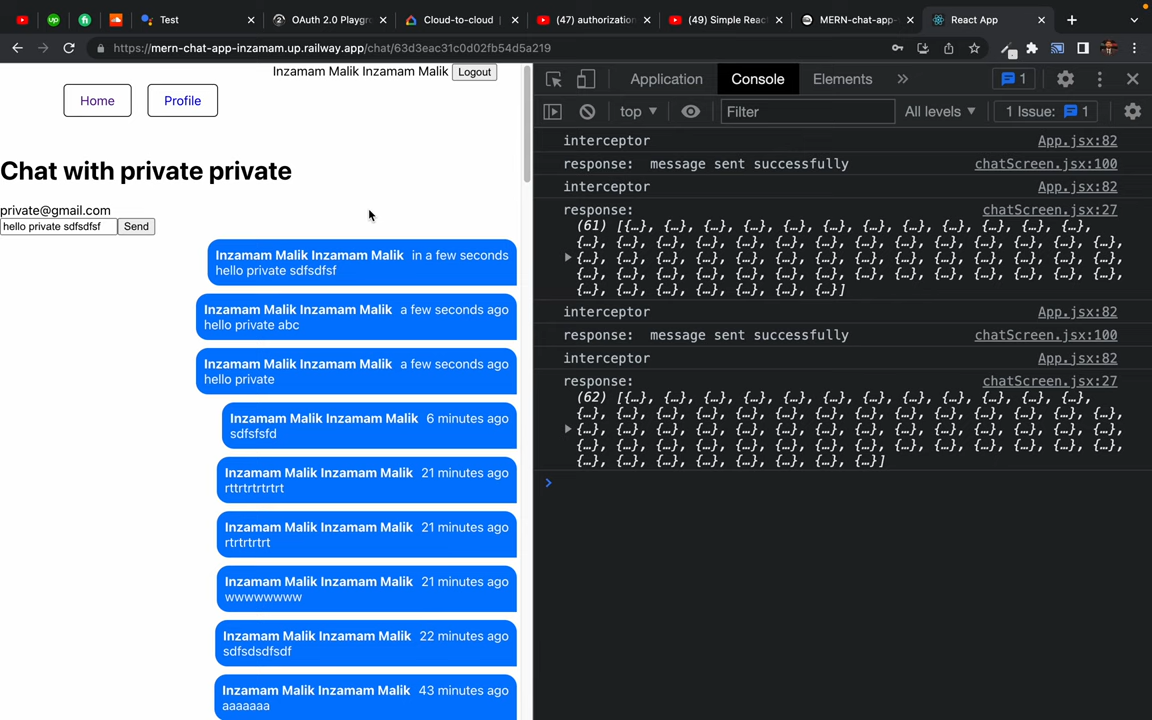 Test
OAuth 2.0 Playgro
Cloud-to-cloud
(47) authorization
(49) Simple Reac
MERN-chat-app-
React App
https://mern-chat-app-inzamam.up.railway.app/chat/63d3eac31c0d02fb54d5a219
Inzamam Malik Inzamam Malik Logout
Home Profile
Chat with private private
private@gmail.com
hello private sdfsdfsf Send
Inzamam Malik Inzamam Malik in a few seconds
hello private sdfsdfsf
Inzamam Malik Inzamam Malik a few seconds ago
hello private abc
Inzamam Malik Inzamam Malik a few seconds ago
hello private
Inzamam Malik Inzamam Malik 6 minutes ago
sdfsfsfd
Inzamam Malik Inzamam Malik 21 minutes ago
rttrtrtrtrtrt
Inzamam Malik Inzamam Malik 21 minutes ago
rtrtrtrtrt
Inzamam Malik Inzamam Malik 21 minutes ago
wwwwwwww
Inzamam Malik Inzamam Malik 22 minutes ago
sdfsdsdfsdf
Inzamam Malik Inzamam Malik 43 minutes ago
aaaaaaa
Application Console Elements » 1
top Filter All levels 1 Issue: 1
interceptor App.jsx:82
response: message sent successfully chatScreen.jsx:100
interceptor App.jsx:82
response: chatScreen.jsx:27
(61) [{…}, {…}, {…}, {…}, {…}, {…}, {…}, {…}, {…}, {…}, {…}, {…},
{…}, {…}, {…}, {…}, {…}, {…}, {…}, {…}, {…}, {…}, {…}, {…}, {…}, {…},
{…}, {…}, {…}, {…}, {…}, {…}, {…}, {…}, {…}, {…}, {…}, {…}, {…}, {…},
{…}, {…}, {…}, {…}, {…}, {…}, {…}, {…}, {…}, {…}, {…}, {…}, {…}, {…},
{…}, {…}, {…}, {…}, {…}, {…}, {…}]
interceptor App.jsx:82
response: message sent successfully chatScreen.jsx:100
interceptor App.jsx:82
response: chatScreen.jsx:27
(62) [{…}, {…}, {…}, {…}, {…}, {…}, {…}, {…}, {…}, {…}, {…}, {…},
{…}, {…}, {…}, {…}, {…}, {…}, {…}, {…}, {…}, {…}, {…}, {…}, {…}, {…},
{…}, {…}, {…}, {…}, {…}, {…}, {…}, {…}, {…}, {…}, {…}, {…}, {…}, {…},
{…}, {…}, {…}, {…}, {…}, {…}, {…}, {…}, {…}, {…}, {…}, {…}, {…}, {…},
{…}, {…}, {…}, {…}, {…}, {…}, {…}, {…}]